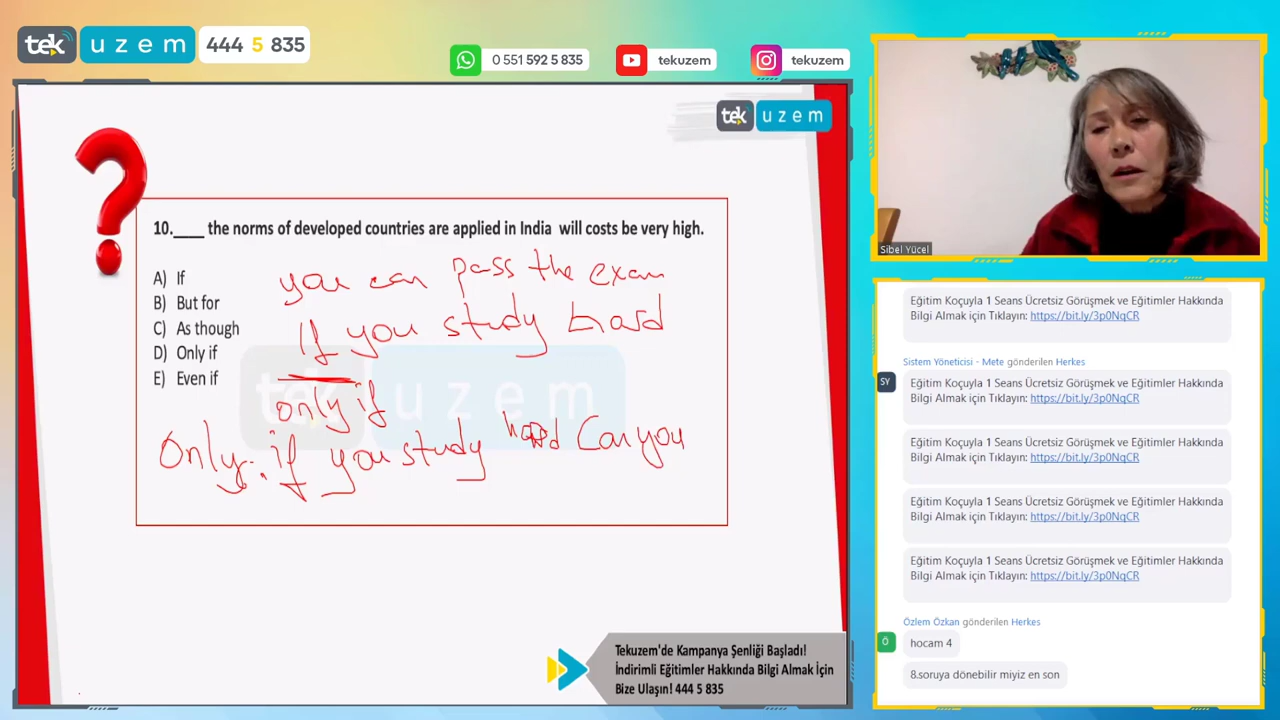 tek uzem 444 5 835
0 551 592 5 835
tekuzem
tekuzem
tek uzem
10.____ the norms of developed countries are applied in India will costs be very high.
A) If
B) But for
C) As though
D) Only if
E) Even if
you can pass the exam
If you study hard
only if
Only if you study hard Can you
tek uzem
Tekuzem'de Kampanya Şenliği Başladı!
İndirimli Eğitimler Hakkında Bilgi Almak İçin
Bize Ulaşın! 444 5 835
Sibel Yücel
Eğitim Koçuyla 1 Seans Ücretsiz Görüşmek ve Eğitimler Hakkında
Bilgi Almak için Tıklayın: https://bit.ly/3p0NqCR
Sistem Yöneticisi - Mete gönderilen Herkes
SY
Eğitim Koçuyla 1 Seans Ücretsiz Görüşmek ve Eğitimler Hakkında
Bilgi Almak için Tıklayın: https://bit.ly/3p0NqCR
Eğitim Koçuyla 1 Seans Ücretsiz Görüşmek ve Eğitimler Hakkında
Bilgi Almak için Tıklayın: https://bit.ly/3p0NqCR
Eğitim Koçuyla 1 Seans Ücretsiz Görüşmek ve Eğitimler Hakkında
Bilgi Almak için Tıklayın: https://bit.ly/3p0NqCR
Eğitim Koçuyla 1 Seans Ücretsiz Görüşmek ve Eğitimler Hakkında
Bilgi Almak için Tıklayın: https://bit.ly/3p0NqCR
Özlem Özkan gönderilen Herkes
Ö
hocam 4
8.soruya dönebilir miyiz en son